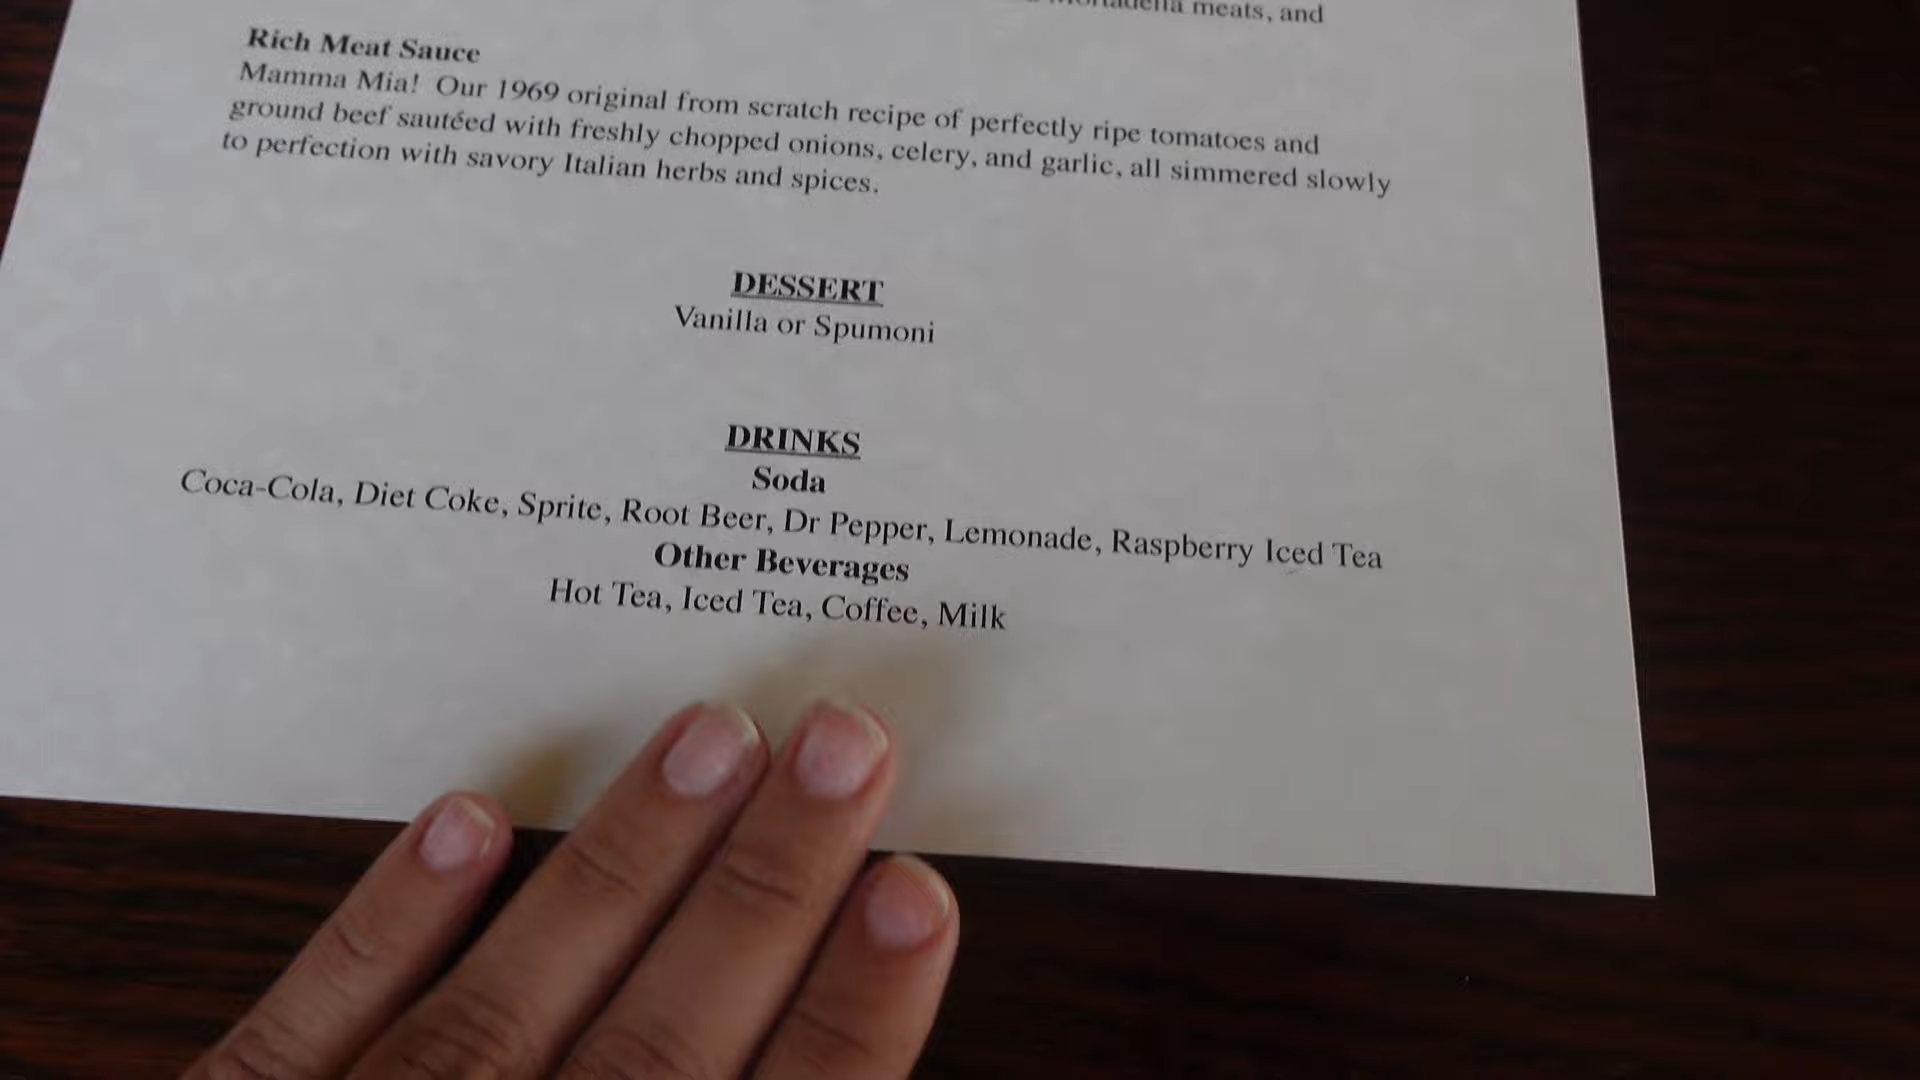 meats, and
Rich Meat Sauce
Mamma Mia! Our 1969 original from scratch recipe of perfectly ripe tomatoes and
ground beef sautéed with freshly chopped onions, celery, and garlic, all simmered slowly
to perfection with savory Italian herbs and spices.
DESSERT
Vanilla or Spumoni
DRINKS
Soda
Coca-Cola, Diet Coke, Sprite, Root Beer, Dr Pepper, Lemonade, Raspberry Iced Tea
Other Beverages
Hot Tea, Iced Tea, Coffee, Milk